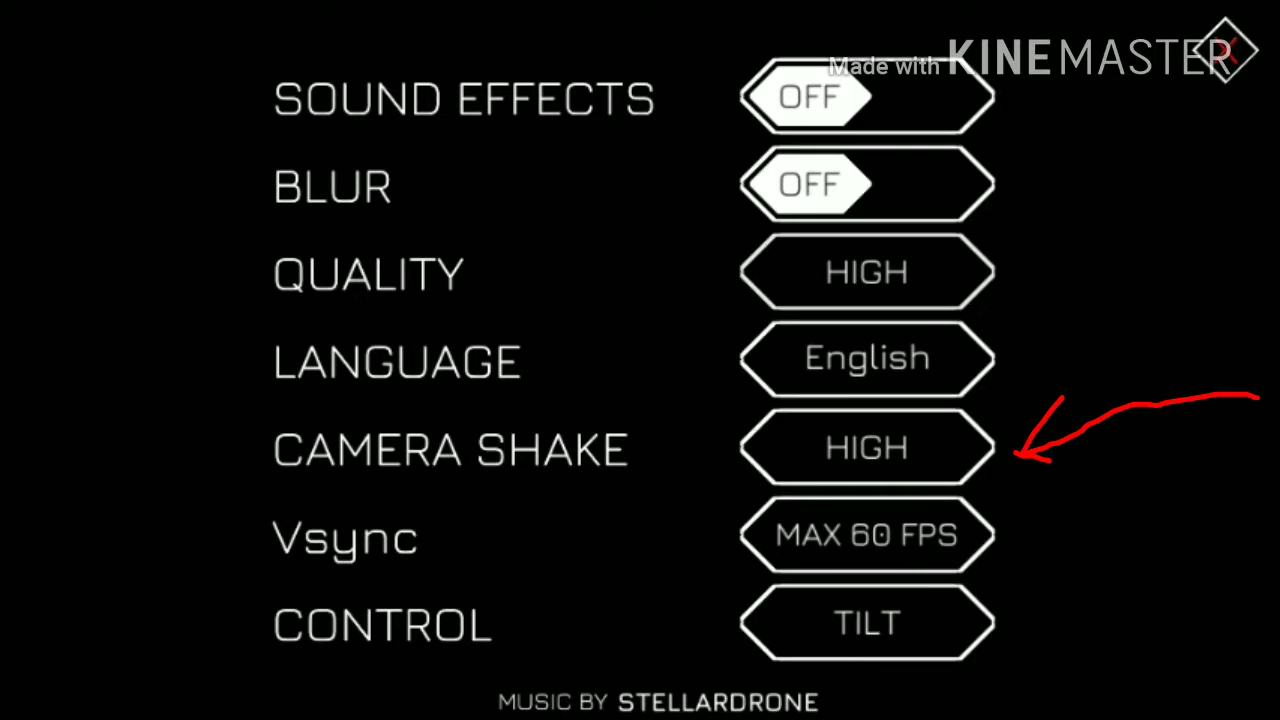 Made with KINEMASTER
SOUND EFFECTS OFF
BLUR OFF
QUALITY HIGH
LANGUAGE English
CAMERA SHAKE HIGH
Vsync MAX 60 FPS
CONTROL TILT
MUSIC BY STELLARDRONE